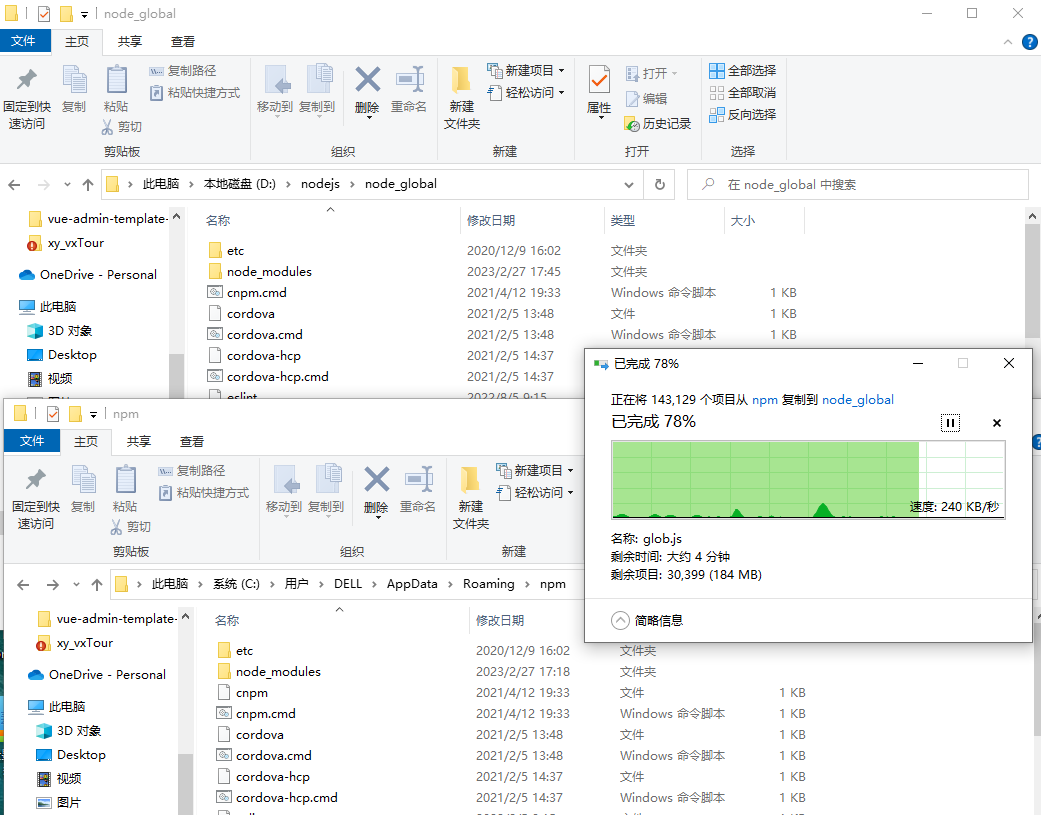 node_global
文件 主页 共享 查看
固定到快速访问 复制 粘贴 复制路径 粘贴快捷方式 剪切 移动到 复制到 删除 重命名 新建文件夹 新建项目 轻松访问 属性 打开 编辑 历史记录 全部选择 全部取消 反向选择
剪贴板 组织 新建 打开 选择
此电脑 本地磁盘 (D:) nodejs node_global
在 node_global 中搜索
vue-admin-template-
xy_vxTour
OneDrive - Personal
此电脑
3D 对象
Desktop
视频
名称 修改日期 类型 大小
etc 2020/12/9 16:02 文件夹
node_modules 2023/2/27 17:45 文件夹
cnpm.cmd 2021/4/12 19:33 Windows 命令脚本 1 KB
cordova 2021/2/5 13:48 文件 1 KB
cordova.cmd 2021/2/5 13:48 Windows 命令脚本 1 KB
cordova-hcp 2021/2/5 14:37
cordova-hcp.cmd 2021/2/5 14:37
eslint 2022/8/5 9:15
已完成 78%
正在将 143,129 个项目从 npm 复制到 node_global
已完成 78%
速度: 240 KB/秒
名称: glob.js
剩余时间: 大约 4 分钟
剩余项目: 30,399 (184 MB)
简略信息
npm
文件 主页 共享 查看
固定到快速访问 复制 粘贴 复制路径 粘贴快捷方式 剪切 移动到 复制到 删除 重命名 新建文件夹 新建项目 轻松访问
剪贴板 组织 新建
此电脑 系统 (C:) 用户 DELL AppData Roaming npm
vue-admin-template-
xy_vxTour
OneDrive - Personal
此电脑
3D 对象
Desktop
视频
图片
名称 修改日期
etc 2020/12/9 16:02 文件夹
node_modules 2023/2/27 17:18 文件夹
cnpm 2021/4/12 19:33 文件 1 KB
cnpm.cmd 2021/4/12 19:33 Windows 命令脚本 1 KB
cordova 2021/2/5 13:48 文件 1 KB
cordova.cmd 2021/2/5 13:48 Windows 命令脚本 1 KB
cordova-hcp 2021/2/5 14:37 文件 1 KB
cordova-hcp.cmd 2021/2/5 14:37 Windows 命令脚本 1 KB